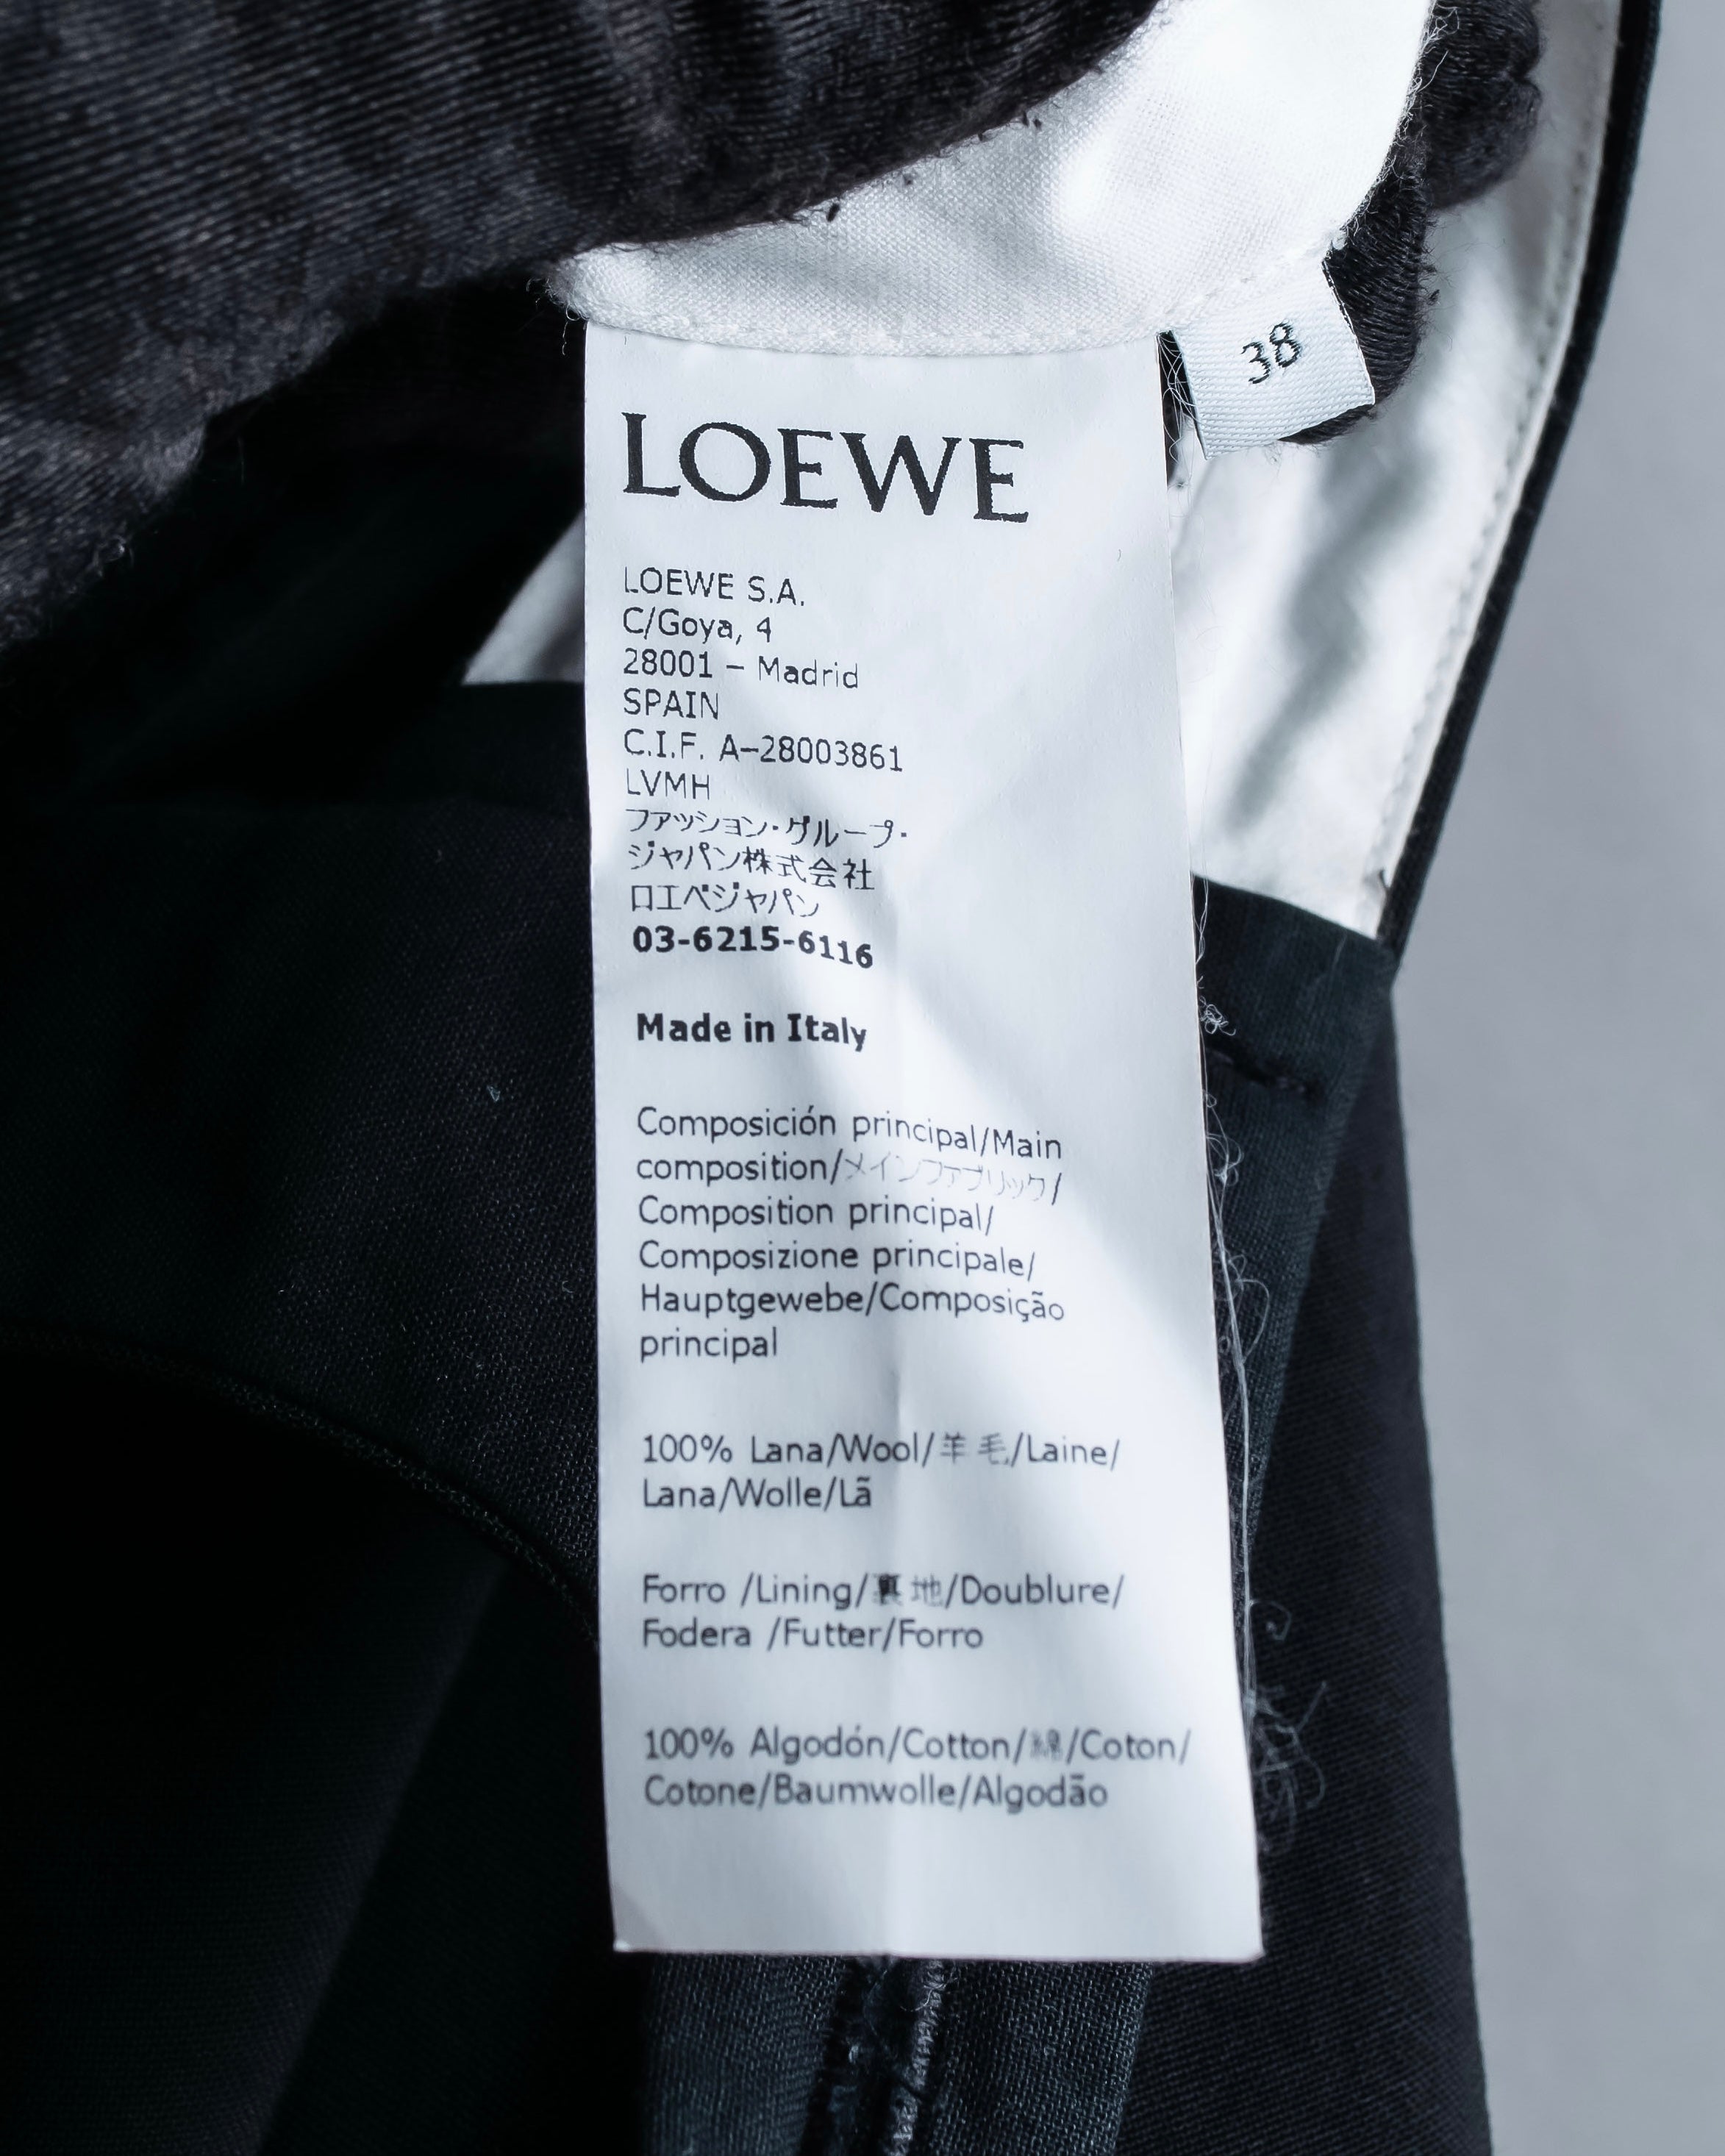 38
LOEWE
LOEWE S.A.
C/Goya, 4
28001 – Madrid
SPAIN
C.I.F. A–28003861
LVMH
ファッション・グループ・
ジャパン株式会社
ロエベジャパン
03-6215-6116
Made in Italy
Composición principal/Main
composition/メインファブリック/
Composition principal/
Composizione principale/
Hauptgewebe/Composição
principal
100% Lana/Wool/羊毛/Laine/
Lana/Wolle/Lã
Forro /Lining/裏地/Doublure/
Fodera /Futter/Forro
100% Algodón/Cotton/綿/Coton/
Cotone/Baumwolle/Algodão